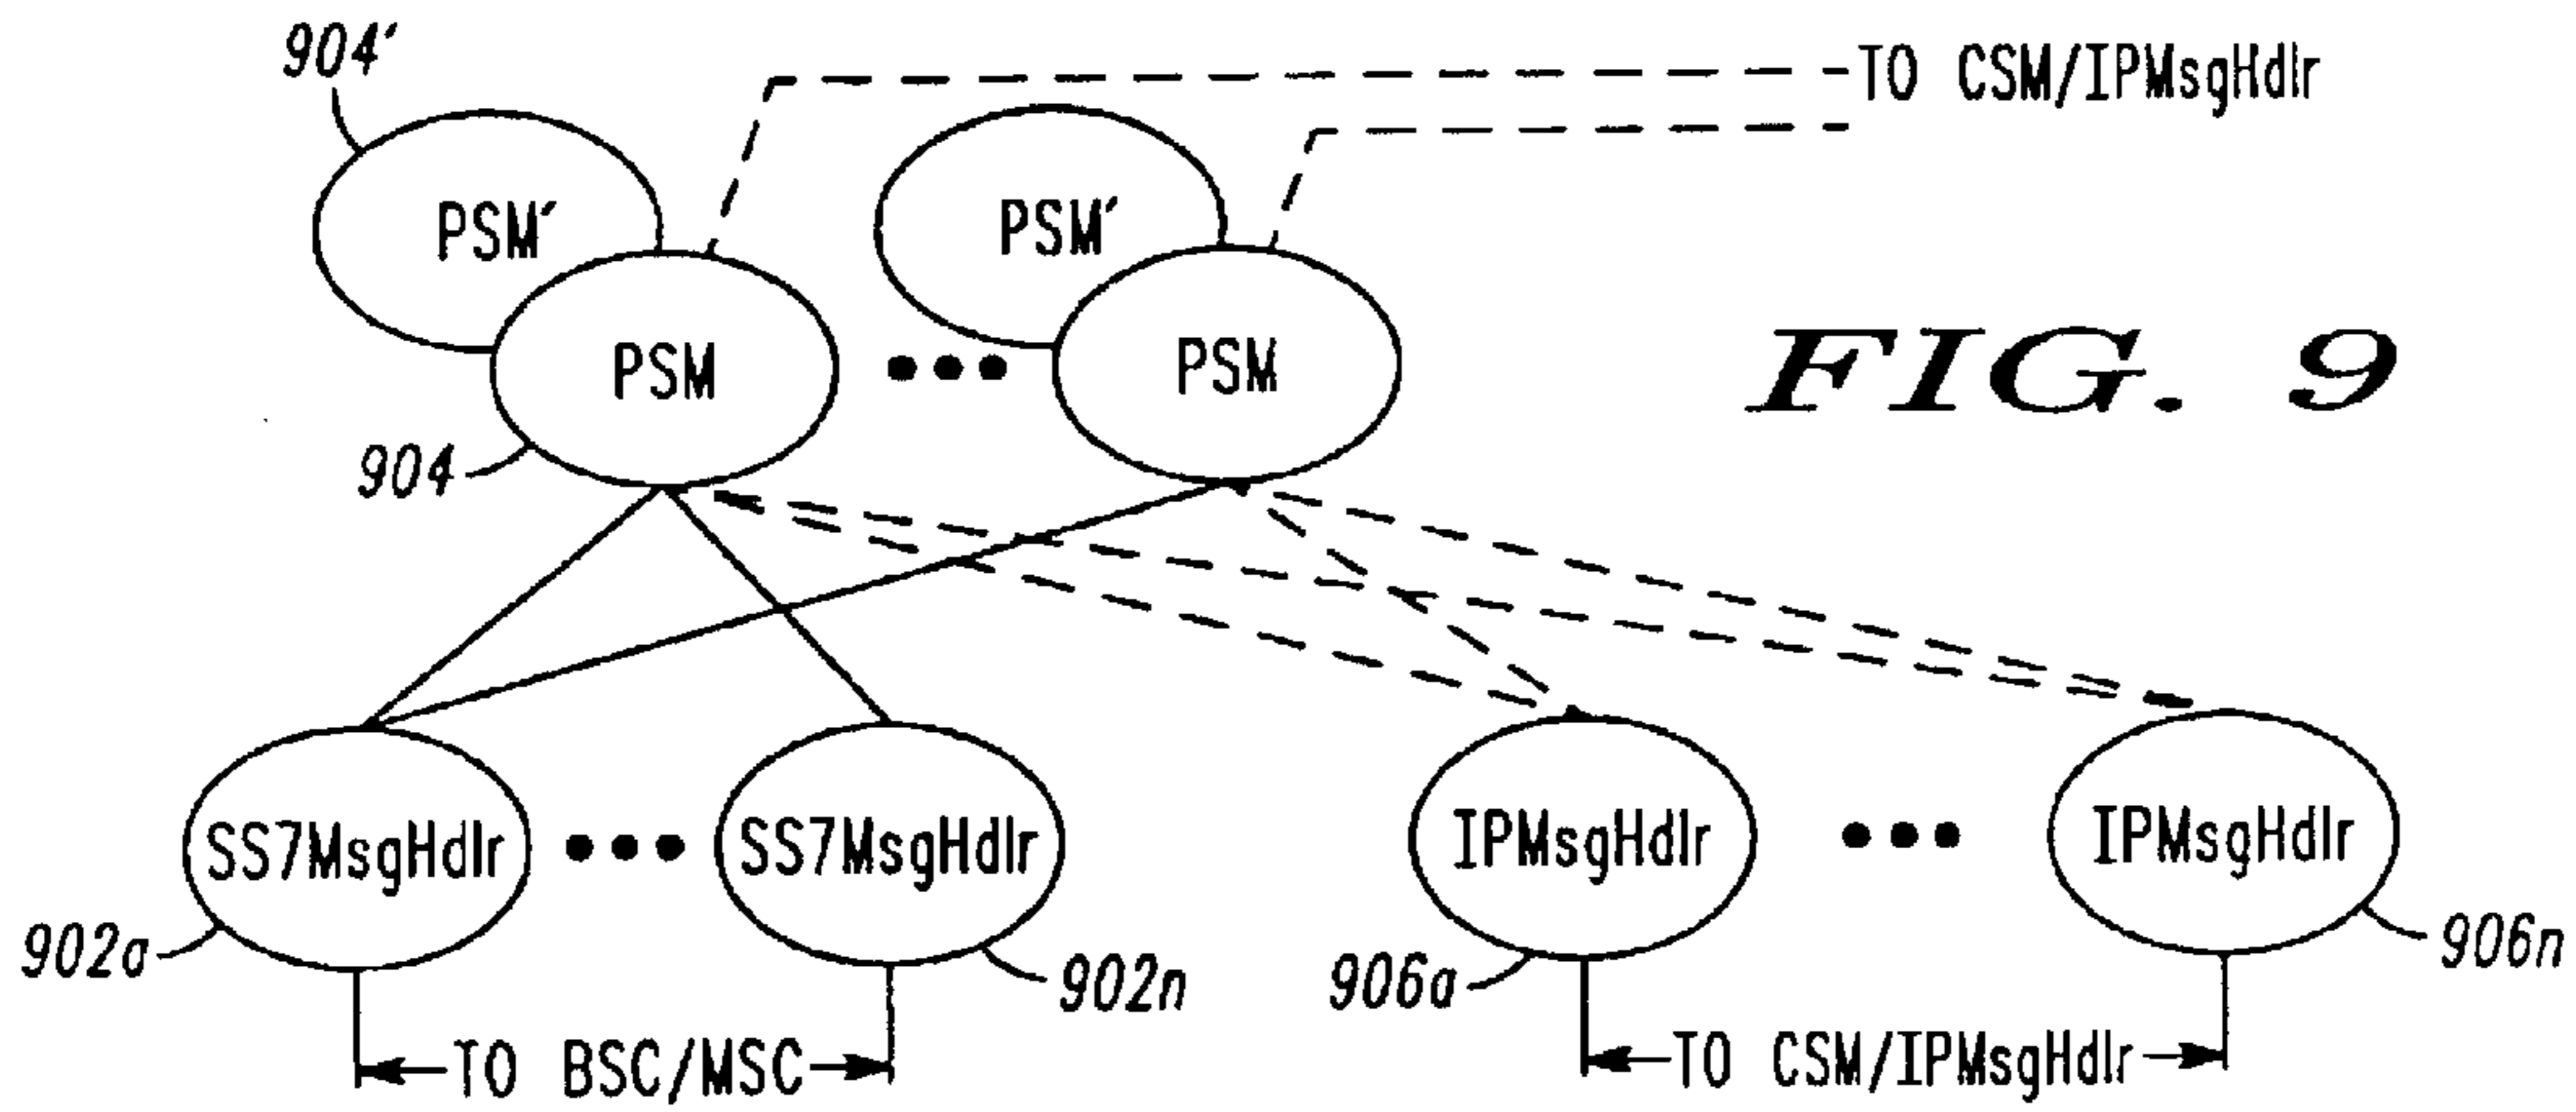 904'
TO CSM/IPMsgHdlr
PSM'
PSM'
PSM
PSM
FIG. 9
904
SS7MsgHdlr
SS7MsgHdlr
IPMsgHdlr
IPMsgHdlr
902a
902n
906a
906n
TO BSC/MSC
TO CSM/IPMsgHdlr